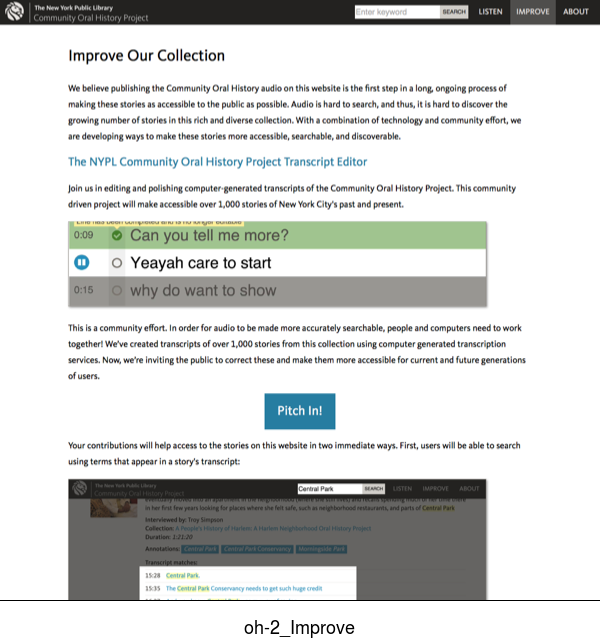 The New York Public Library
Community Oral History Project
Enter keyword SEARCH LISTEN IMPROVE ABOUT
Improve Our Collection
We believe publishing the Community Oral History audio on this website is the first step in a long, ongoing process of
making these stories as accessible to the public as possible. Audio is hard to search, and thus, it is hard to discover the
growing number of stories in this rich and diverse collection. With a combination of technology and community effort, we
are developing ways to make these stories more accessible, searchable, and discoverable.
The NYPL Community Oral History Project Transcript Editor
Join us in editing and polishing computer-generated transcripts of the Community Oral History Project. This community
driven project will make accessible over 1,000 stories of New York City's past and present.
0:09 Can you tell me more?
Yeayah care to start
0:15 why do want to show
This is a community effort. In order for audio to be made more accurately searchable, people and computers need to work
together! We've created transcripts of over 1,000 stories from this collection using computer generated transcription
services. Now, we're inviting the public to correct these and make them more accessible for current and future generations
of users.
Pitch In!
Your contributions will help access to the stories on this website in two immediate ways. First, users will be able to search
using terms that appear in a story's transcript:
The New York Public Library
Community Oral History Project
Central Park SEARCH LISTEN IMPROVE ABOUT
in her first few years looking for places where she felt safe, such as neighborhood restaurants, and parts of Central Park
Interviewed by: Troy Simpson
Collection: A People's History of Harlem: A Harlem Neighborhood Oral History Project
Duration: 1:21:20
Annotations: Central Park Central Park Conservancy Morningside Park
Transcript matches:
15:28 Central Park.
15:35 The Central Park Conservancy needs to get such huge credit
oh-2_Improve